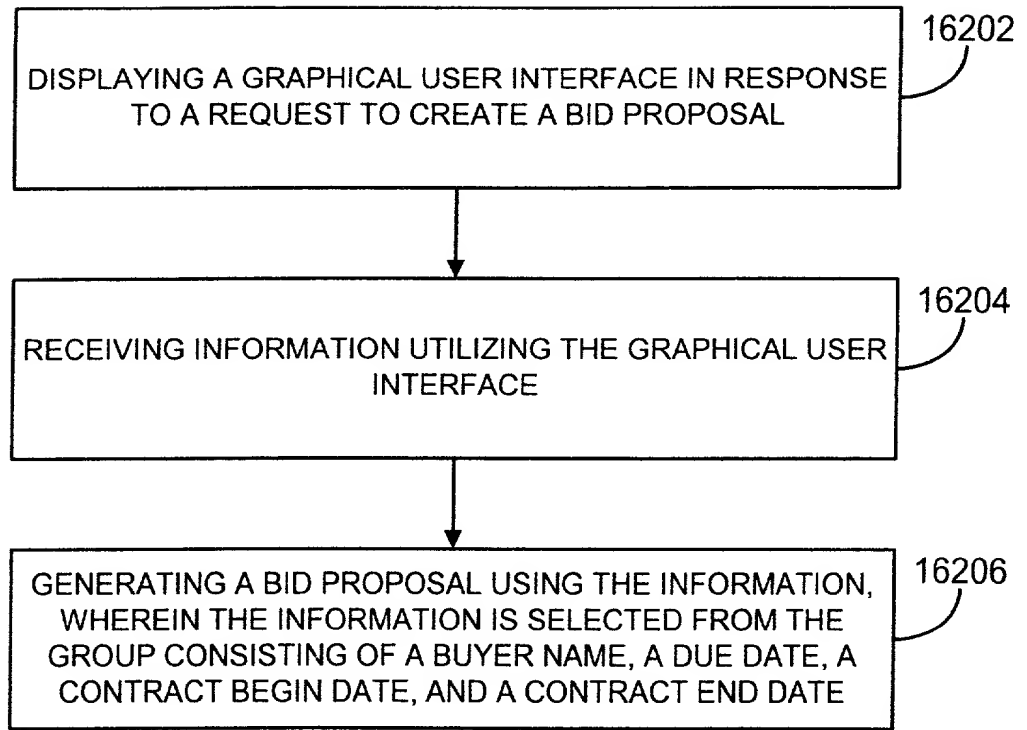 16202
DISPLAYING A GRAPHICAL USER INTERFACE IN RESPONSE
TO A REQUEST TO CREATE A BID PROPOSAL
16204
RECEIVING INFORMATION UTILIZING THE GRAPHICAL USER
INTERFACE
16206
GENERATING A BID PROPOSAL USING THE INFORMATION,
WHEREIN THE INFORMATION IS SELECTED FROM THE
GROUP CONSISTING OF A BUYER NAME, A DUE DATE, A
CONTRACT BEGIN DATE, AND A CONTRACT END DATE